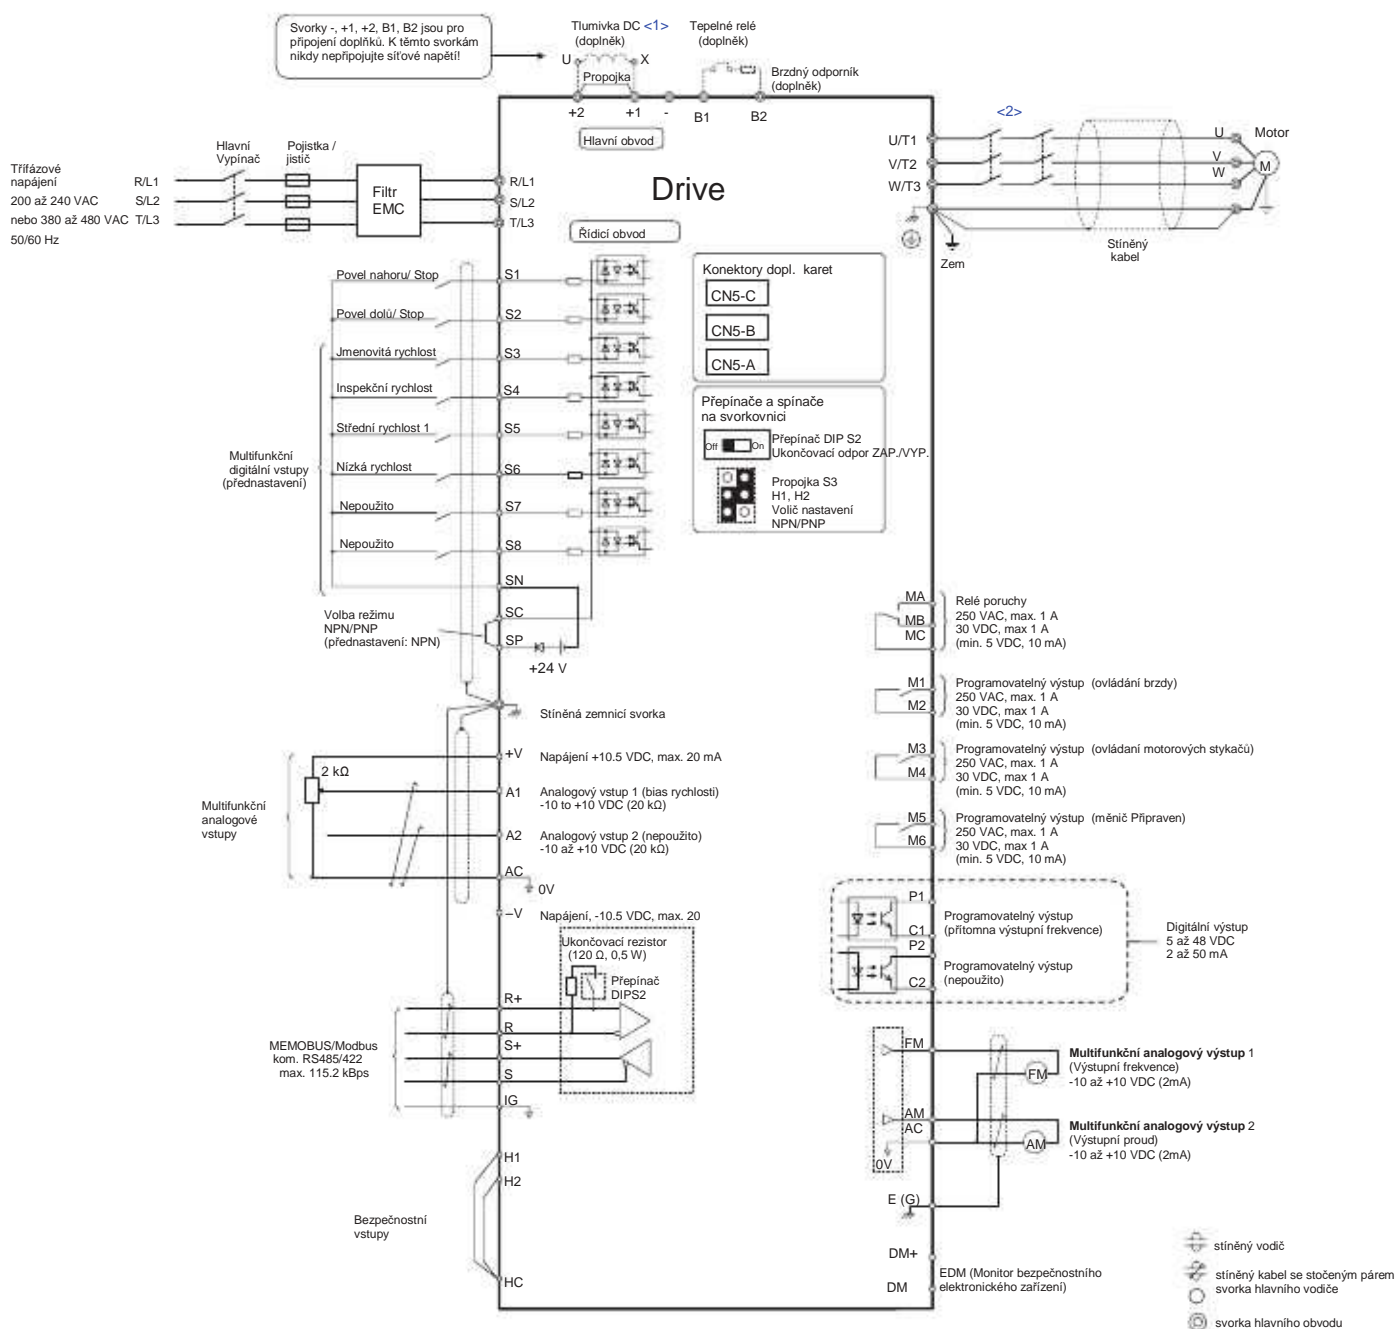 Svorky -, +1, +2, B1, B2 jsou pro
připojení doplňků. K těmto svorkám
nikdy nepřipojujte síťové napětí!
Tlumivka DC <1>
(doplněk)
U
X
Propojka
Tepelné relé
(doplněk)
Brzdný odporník
(doplněk)
+2
+1
-
B1
B2
Hlavní obvod
Drive
Třífázové
napájení
200 až 240 VAC
nebo 380 až 480 VAC
50/60 Hz
R/L1
S/L2
T/L3
Hlavní
Vypínač
Pojistka /
jistič
Filtr
EMC
R/L1
S/L2
T/L3
U/T1
V/T2
W/T3
<2>
U
V
W
Motor
M
Zem
Stíněný
kabel
Řídicí obvod
Povel nahoru/ Stop
S1
Povel dolů/ Stop
S2
Jmenovitá rychlost
S3
Inspekční rychlost
S4
Střední rychlost 1
S5
Nízká rychlost
S6
Nepoužito
S7
Nepoužito
S8
Multifunkční
digitální vstupy
(přednastavení)
SN
SC
SP
+24 V
Volba režimu
NPN/PNP
(přednastavení: NPN)
Konektory dopl. karet
CN5-C
CN5-B
CN5-A
Přepínače a spínače
na svorkovnici
Off
On
Přepínač DIP S2
Ukončovací odpor ZAP./VYP.
Propojka S3
H1, H2
Volič nastavení
NPN/PNP
Stíněná zemnicí svorka
Multifunkční
analogové
vstupy
2 kΩ
+V
Napájení +10.5 VDC, max. 20 mA
A1
Analogový vstup 1 (bias rychlosti)
-10 to +10 VDC (20 kΩ)
A2
Analogový vstup 2 (nepoužito)
-10 až +10 VDC (20 kΩ)
AC
0V
–V
Napájení, -10.5 VDC, max. 20
Ukončovací rezistor
(120 Ω, 0,5 W)
Přepínač
DIPS2
MEMOBUS/Modbus
kom. RS485/422
max. 115.2 kBps
R+
R
S+
S
IG
H1
H2
HC
Bezpečnostní
vstupy
MA
MB
MC
Relé poruchy
250 VAC, max. 1 A
30 VDC, max 1 A
(min. 5 VDC, 10 mA)
M1
M2
Programovatelný výstup (ovládání brzdy)
250 VAC, max. 1 A
30 VDC, max 1 A
(min. 5 VDC, 10 mA)
M3
M4
Programovatelný výstup (ovládaní motorových stykačů)
250 VAC, max. 1 A
30 VDC, max 1 A
(min. 5 VDC, 10 mA)
M5
M6
Programovatelný výstup (měnič Připraven)
250 VAC, max. 1 A
30 VDC, max 1 A
(min. 5 VDC, 10 mA)
P1
C1
P2
C2
Programovatelný výstup
(přítomna výstupní frekvence)
Programovatelný výstup
(nepoužito)
Digitální výstup
5 až 48 VDC
2 až 50 mA
FM
FM
Multifunkční analogový výstup 1
(Výstupní frekvence)
-10 až +10 VDC (2mA)
AM
AC
AM
0V
Multifunkční analogový výstup 2
(Výstupní proud)
-10 až +10 VDC (2mA)
E (G)
DM+
DM
EDM (Monitor bezpečnostního
elektronického zařízení)
stíněný vodič
stíněný kabel se stočeným párem
svorka hlavního vodiče
svorka hlavního obvodu